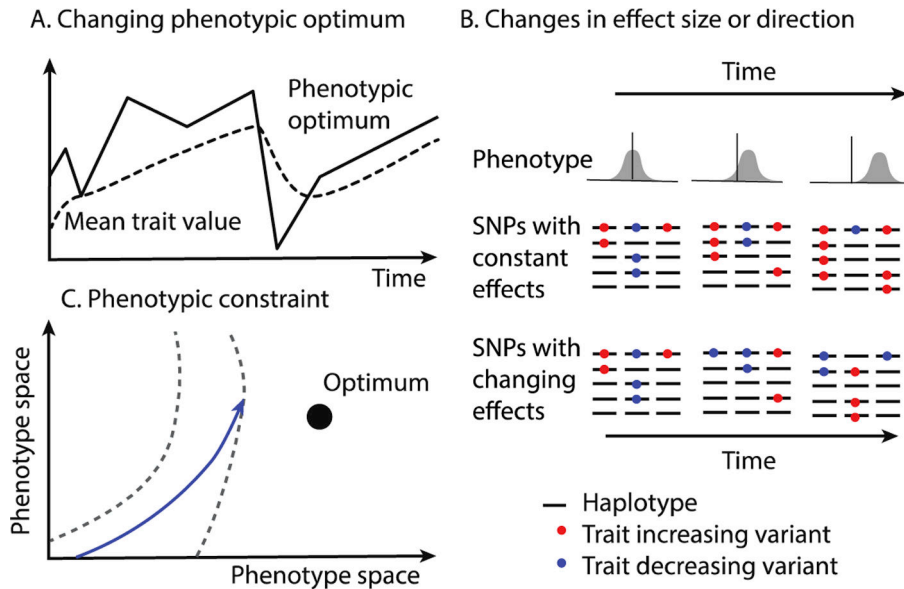 A. Changing phenotypic optimum
Phenotypic
optimum
Mean trait value
Time
B. Changes in effect size or direction
Time
Phenotype
SNPs with
constant
effects
SNPs with
changing
effects
Time
Haplotype
Trait increasing variant
Trait decreasing variant
C. Phenotypic constraint
Phenotype space
Optimum
Phenotype space